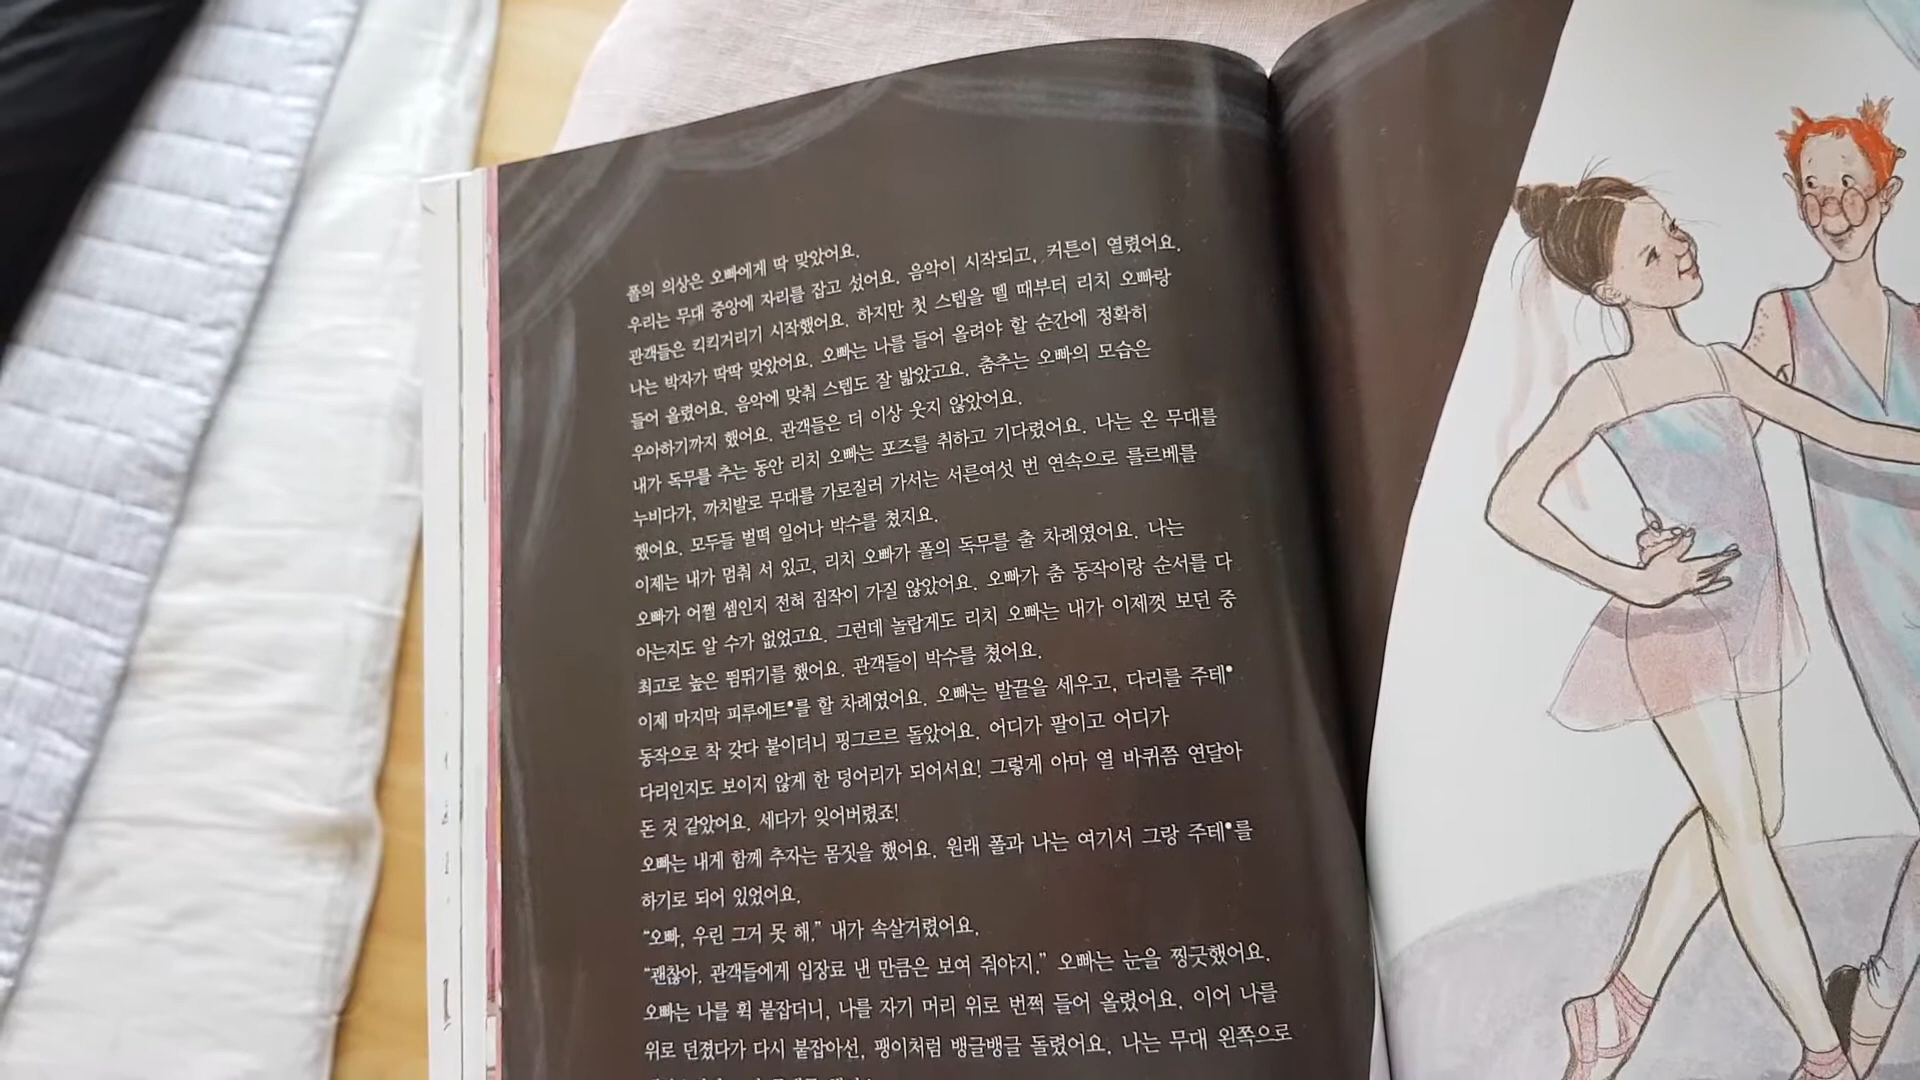 폴의 의상은 오빠에게 딱 맞았어요.
우리는 무대 중앙에 자리를 잡고 섰어요. 음악이 시작되고, 커튼이 열렸어요.
관객들은 킥킥거리기 시작했어요. 하지만 첫 스텝을 뗄 때부터 리치 오빠랑
나는 박자가 딱딱 맞았어요. 오빠는 나를 들어 올려야 할 순간에 정확히
들어 올렸어요. 음악에 맞춰 스텝도 잘 밟았고요. 춤추는 오빠의 모습은
우아하기까지 했어요. 관객들은 더 이상 웃지 않았어요.
내가 독무를 추는 동안 리치 오빠는 포즈를 취하고 기다렸어요. 나는 온 무대를
누비다가, 까치발로 무대를 가로질러 가서는 서른여섯 번 연속으로 를르베를
했어요. 모두들 벌떡 일어나 박수를 쳤지요.
이제는 내가 멈춰 서 있고, 리치 오빠가 폴의 독무를 출 차례였어요. 나는
오빠가 어쩔 셈인지 전혀 짐작이 가질 않았어요. 오빠가 춤 동작이랑 순서를 다
아는지도 알 수가 없었고요. 그런데 놀랍게도 리치 오빠는 내가 이제껏 보던 중
최고로 높은 뜀뛰기를 했어요. 관객들이 박수를 쳤어요.
이제 마지막 피루에트•를 할 차례였어요. 오빠는 발끝을 세우고, 다리를 주테•
동작으로 착 갖다 붙이더니 핑그르르 돌았어요. 어디가 팔이고 어디가
다리인지도 보이지 않게 한 덩어리가 되어서요! 그렇게 아마 열 바퀴쯤 연달아
돈 것 같았어요. 세다가 잊어버렸죠!
오빠는 내게 함께 추자는 몸짓을 했어요. 원래 폴과 나는 여기서 그랑 주테•를
하기로 되어 있었어요.
“오빠, 우린 그거 못 해.” 내가 속살거렸어요.
“괜찮아, 관객들에게 입장료 낸 만큼은 보여 줘야지.” 오빠는 눈을 찡긋했어요.
오빠는 나를 획 붙잡더니, 나를 자기 머리 위로 번쩍 들어 올렸어요. 이어 나를
위로 던졌다가 다시 붙잡아선, 팽이처럼 뱅글뱅글 돌렸어요. 나는 무대 왼쪽으로